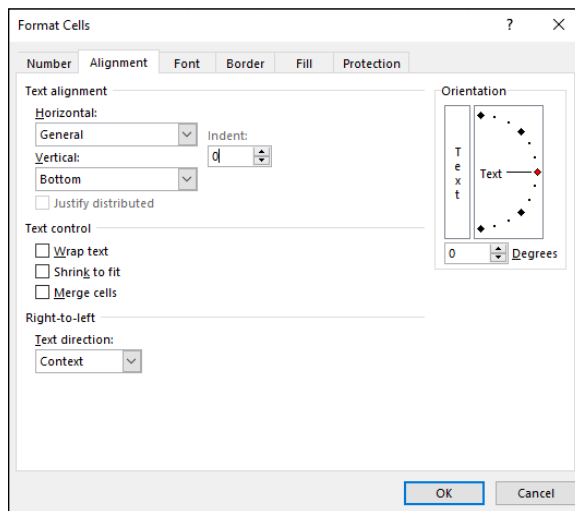 Format Cells
?
Number Alignment Font Border Fill Protection
Text alignment
Horizontal:
General
Indent:
0
Vertical:
Bottom
Justify distributed
Text control
Wrap text
Shrink to fit
Merge cells
Right-to-left
Text direction:
Context
Orientation
T
e
x
t
Text
0 Degrees
OK Cancel